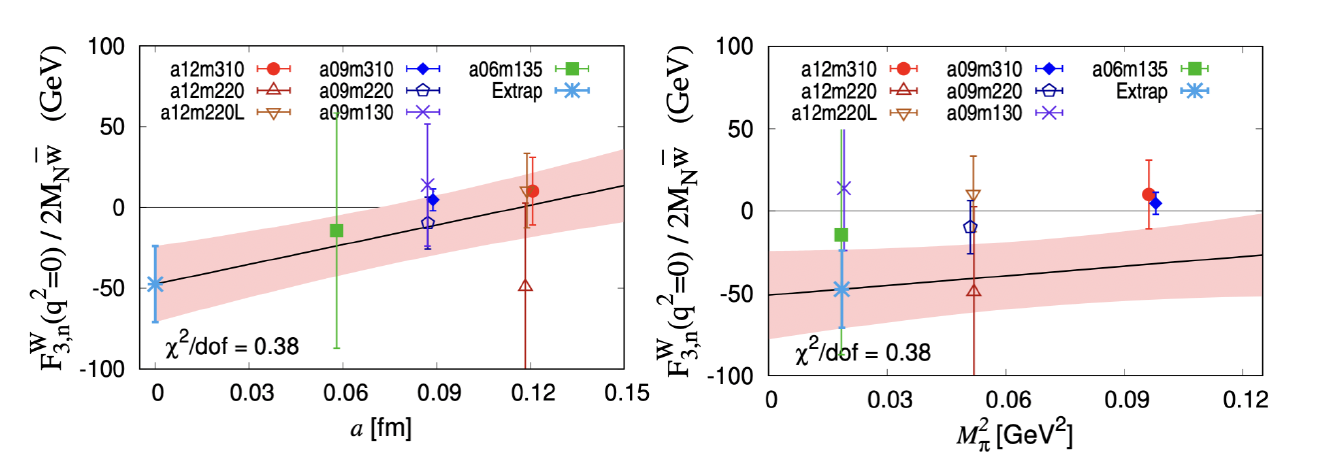 F^W_{3,n}(q²=0) / 2M_N w̅ (GeV)
100
50
0
-50
-100
a12m310
a12m220
a12m220L
a09m310
a09m220
a09m130
a06m135
Extrap
χ²/dof = 0.38
0 0.03 0.06 0.09 0.12 0.15
a [fm]
F^W_{3,n}(q²=0) / 2M_N w̅ (GeV)
100
50
0
-50
-100
a12m310
a12m220
a12m220L
a09m310
a09m220
a09m130
a06m135
Extrap
χ²/dof = 0.38
0 0.03 0.06 0.09 0.12
M_π² [GeV²]